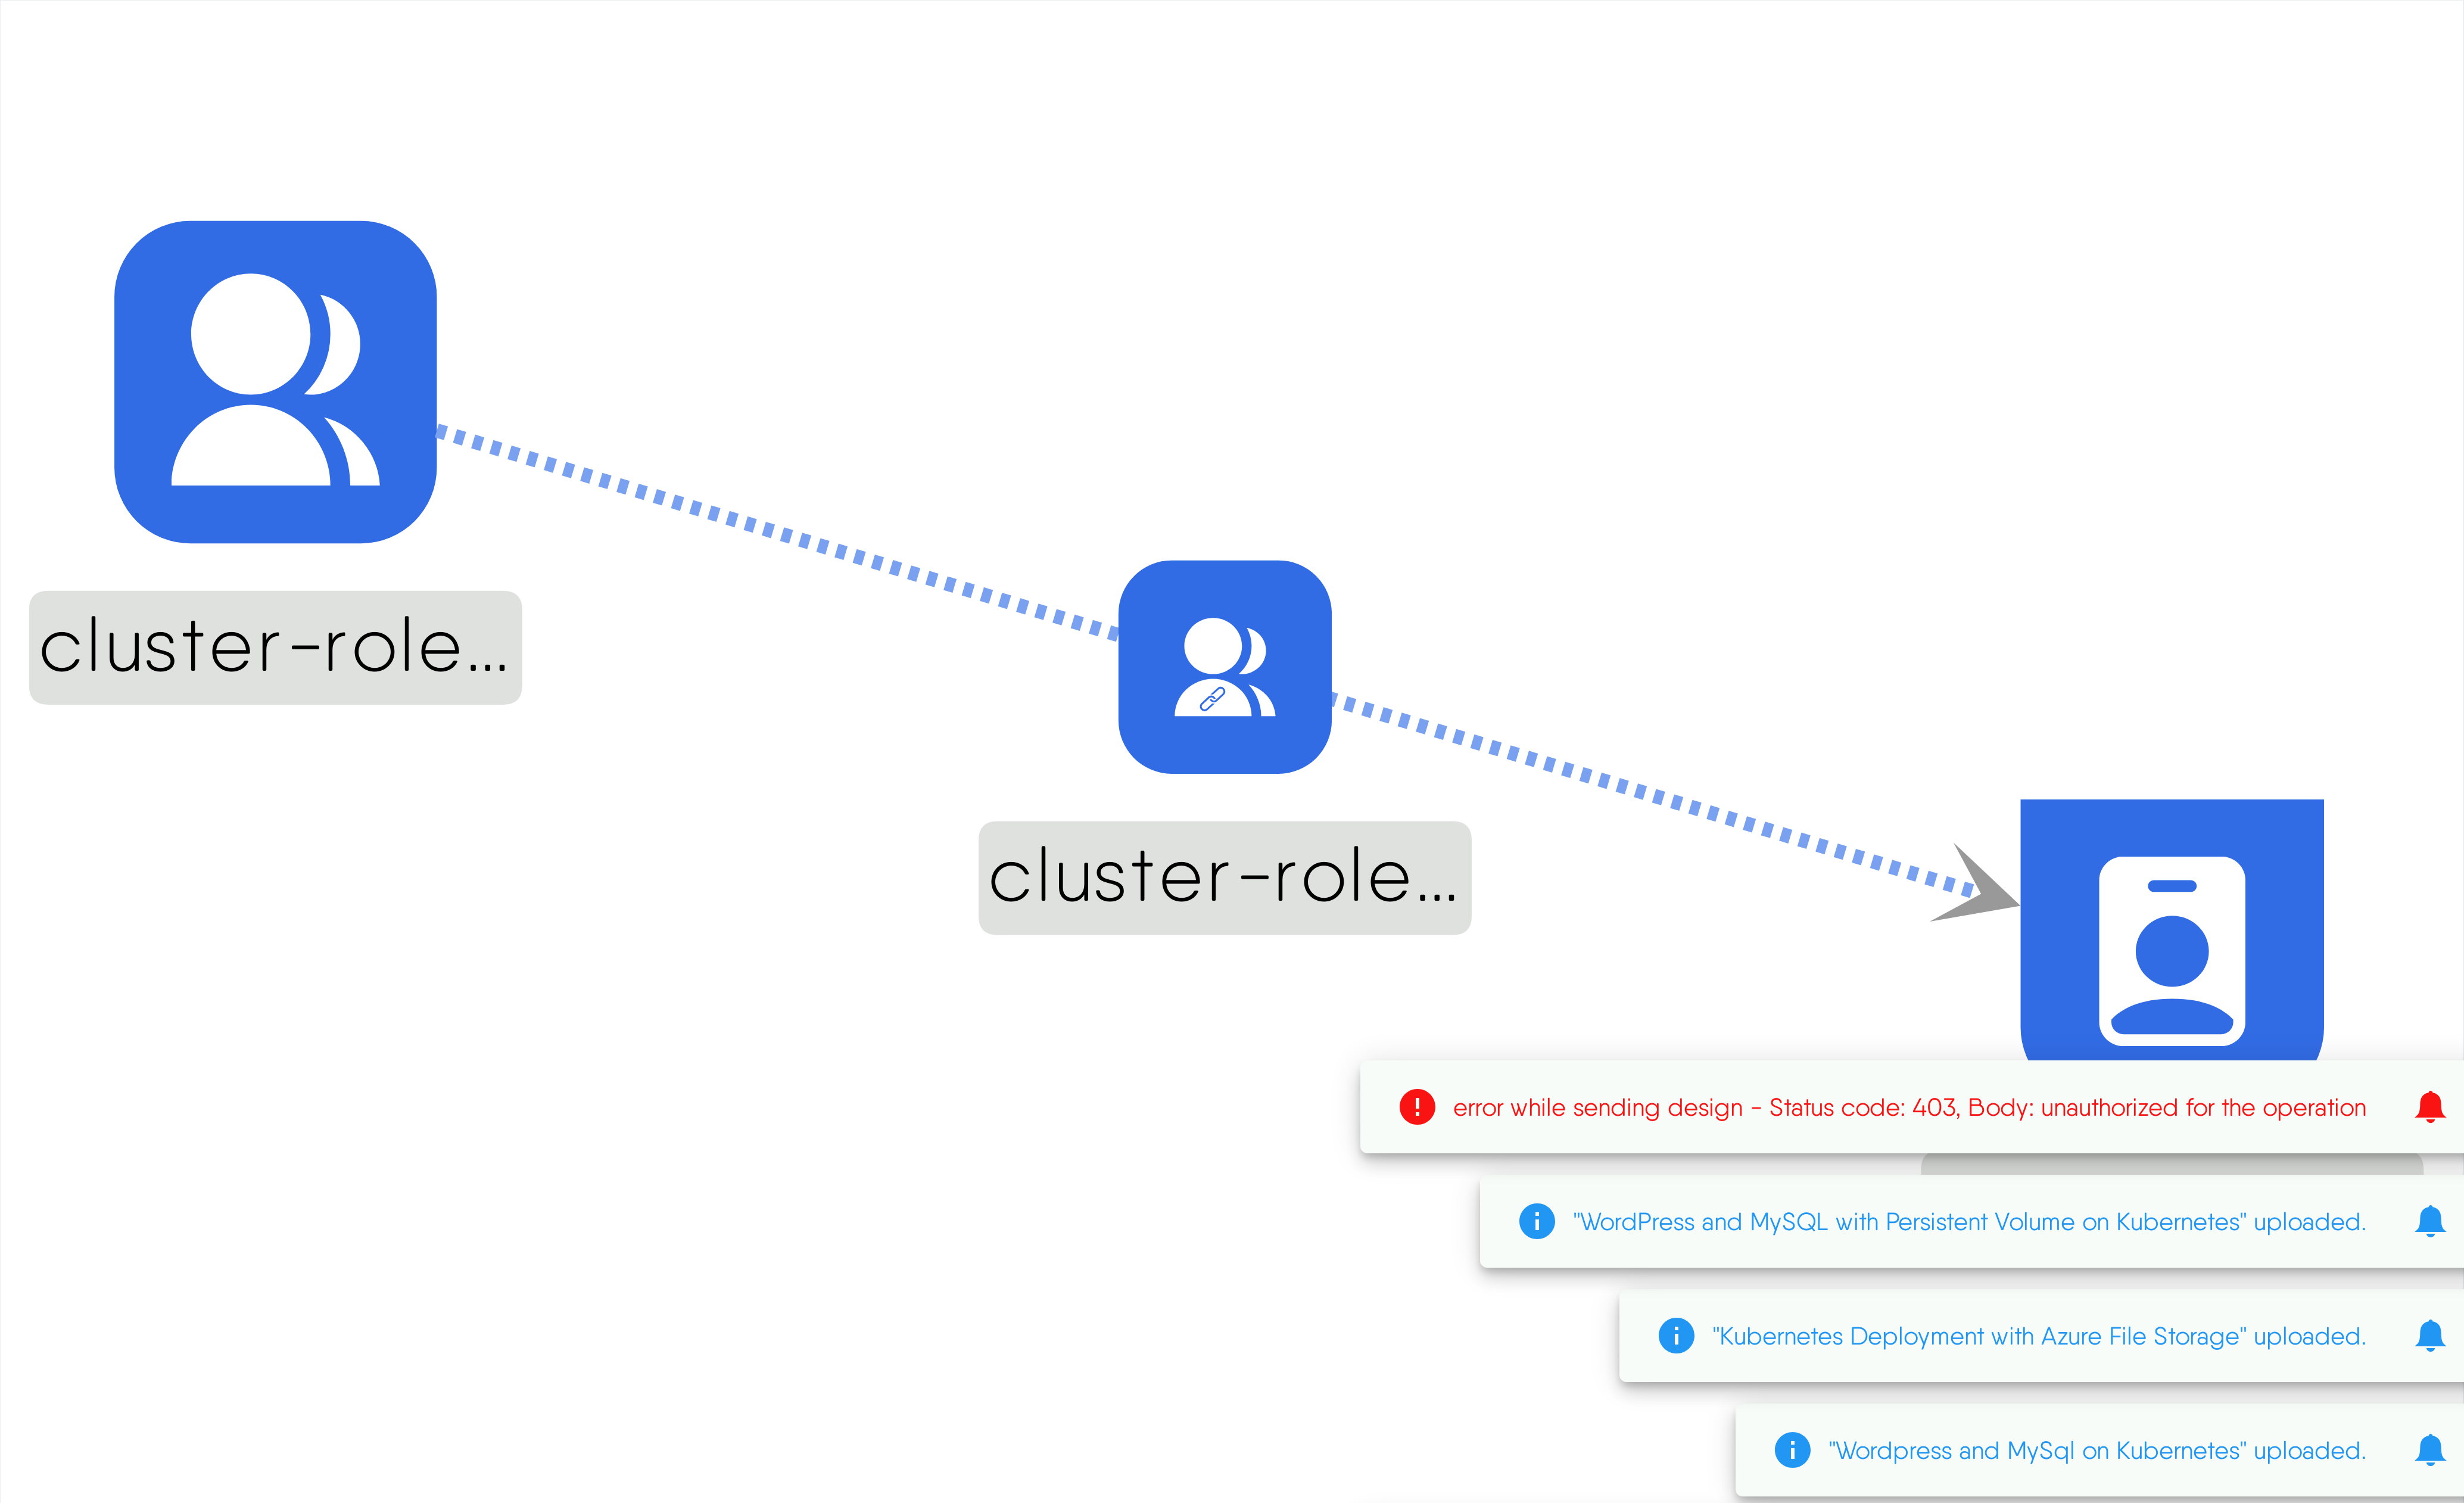 cluster-role...
cluster-role...
error while sending design - Status code: 403, Body: unauthorized for the operation
"WordPress and MySQL with Persistent Volume on Kubernetes" uploaded.
"Kubernetes Deployment with Azure File Storage" uploaded.
"Wordpress and MySql on Kubernetes" uploaded.